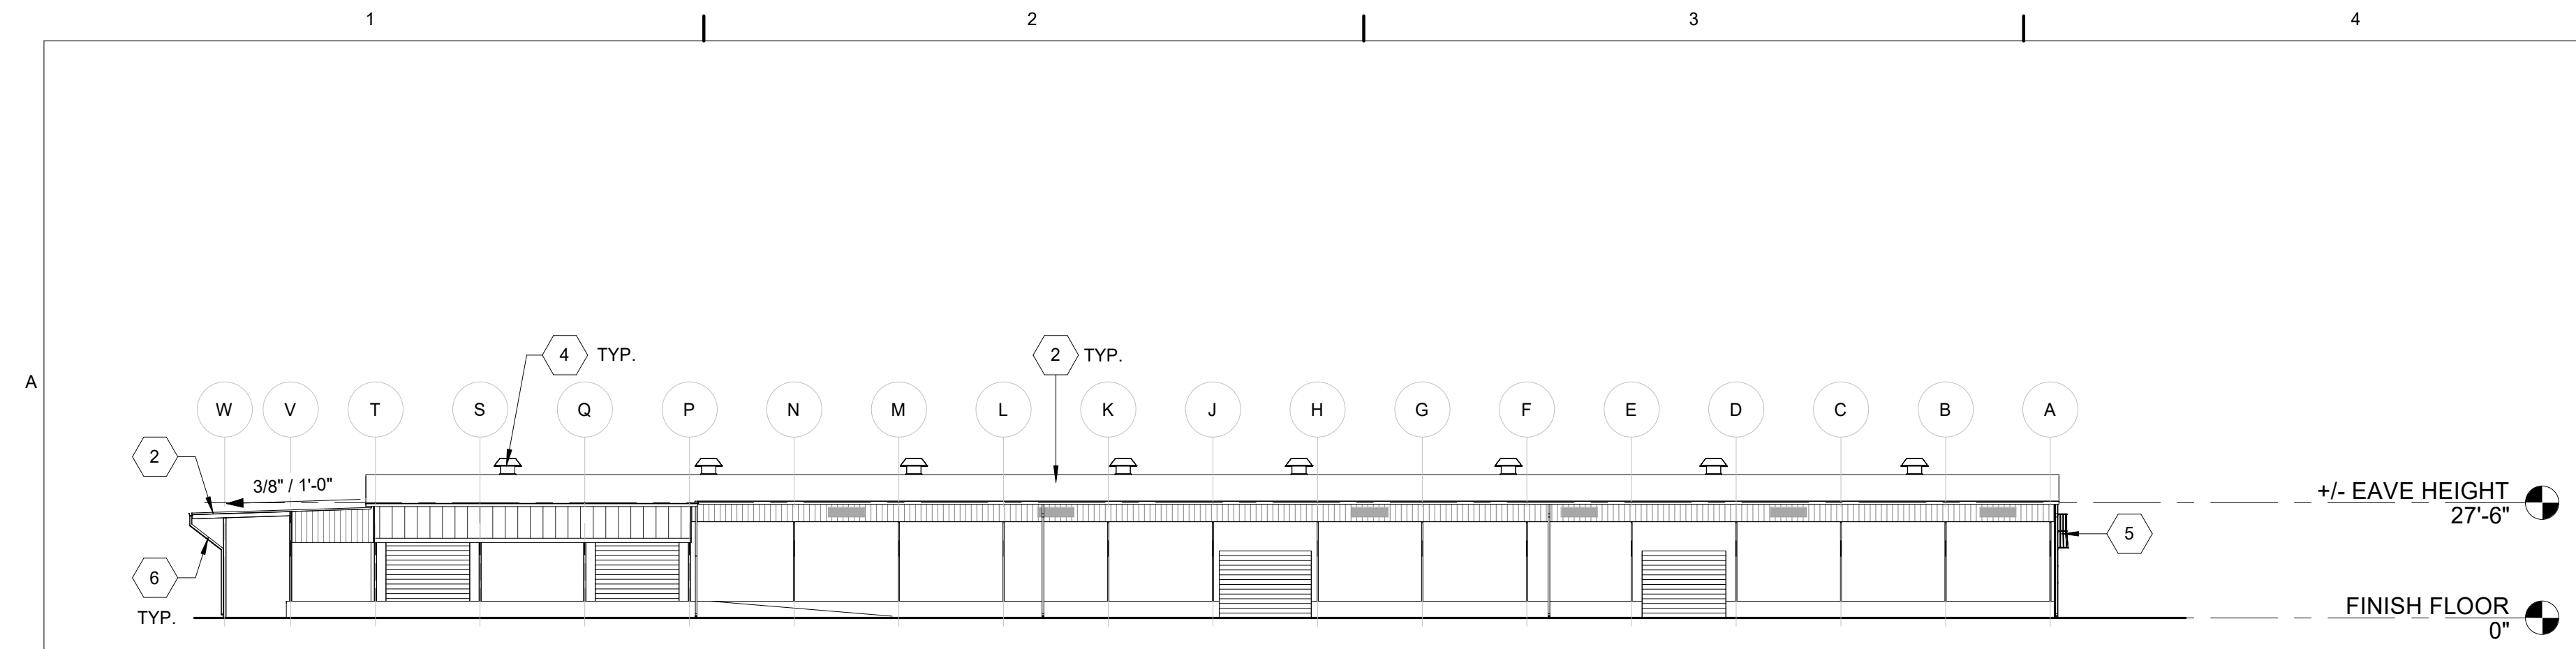 1 2 3 4
A
4 TYP. 2 TYP.
W V T S Q P N M L K J H G F E D C B A
2
3/8" / 1'-0"
+/- EAVE HEIGHT
27'-6"
5
6
TYP.
FINISH FLOOR
0"